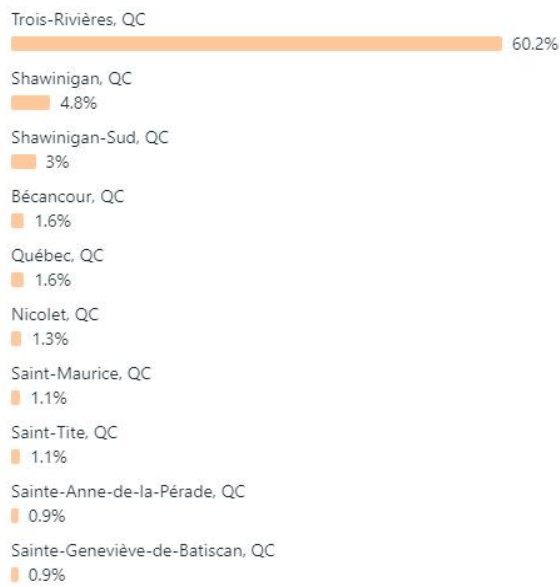 Trois-Rivières, QC
60.2%
Shawinigan, QC
4.8%
Shawinigan-Sud, QC
3%
Bécancour, QC
1.6%
Québec, QC
1.6%
Nicolet, QC
1.3%
Saint-Maurice, QC
1.1%
Saint-Tite, QC
1.1%
Sainte-Anne-de-la-Pérade, QC
0.9%
Sainte-Geneviève-de-Batiscan, QC
0.9%